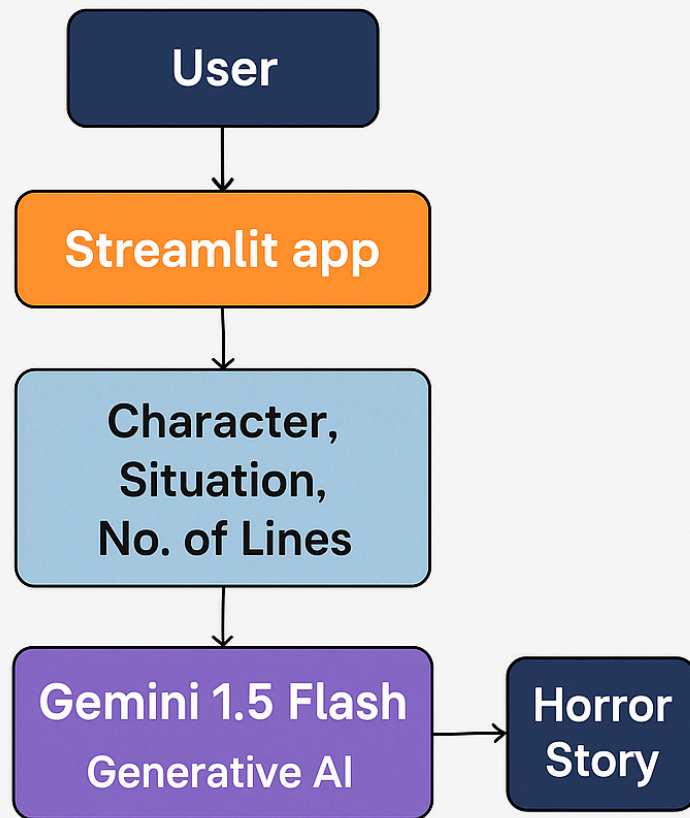 User
Streamlit app
Character,
Situation,
No. of Lines
Gemini 1.5 Flash
Generative AI
Horror
Story